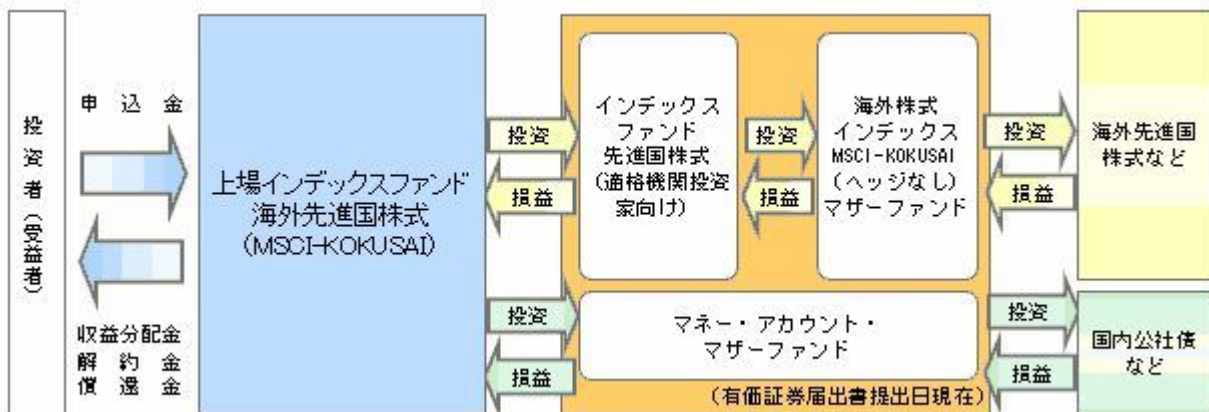 投資者（受益者）
申込金
収益分配金
解約金
償還金
上場インデックスファンド
海外先進国株式
（MSCI-KOKUSAI）
投資
損益
投資
損益
インデックス
ファンド
先進国株式
（適格機関投資
家向け）
投資
損益
海外株式
インデックス
MSCI-KOKUSAI
（ヘッジなし）
マザーファンド
マネー・アカウント・
マザーファンド
（有価証券届出書提出日現在）
投資
損益
投資
損益
海外先進国
株式など
国内公社債
など